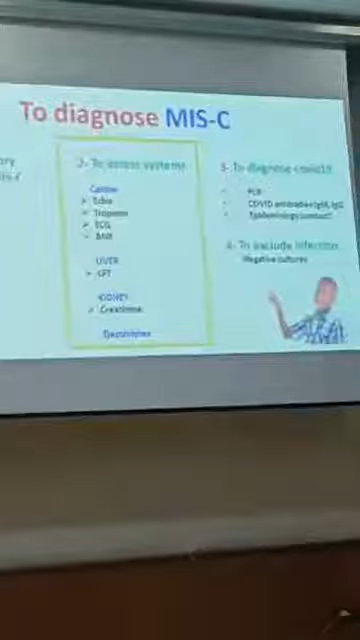 To diagnose MIS-C
2- To assess systems
Cardiac
Echo
Troponin
ECG
BNP
LIVER
LFT
KIDNEY
Creatinine
Electrolytes
3- To diagnose covid19
PCR
COVID antibodies IgM, IgG
Epidemiology (contact)
4- To exclude infection
Negative cultures